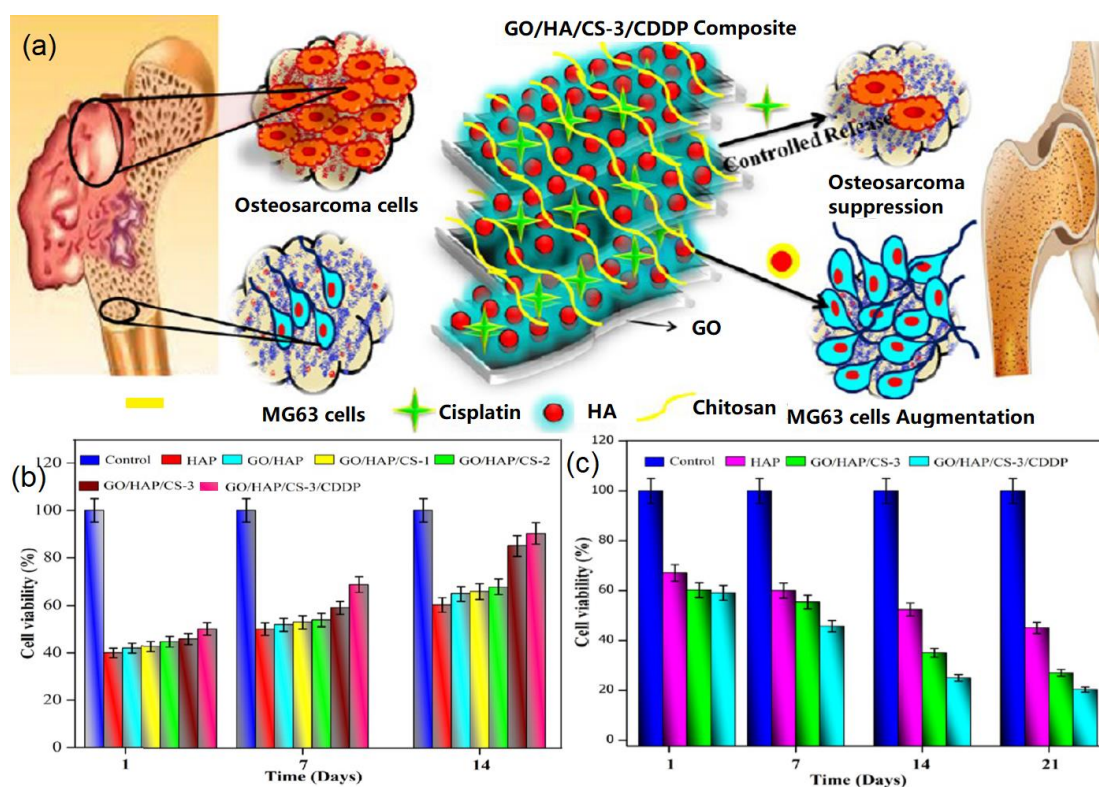 (a)
GO/HA/CS-3/CDDP Composite
Osteosarcoma cells
Controlled Release
Osteosarcoma
suppression
GO
MG63 cells
Cisplatin
HA
Chitosan
MG63 cells Augmentation
(b)
Control HAP GO/HAP GO/HAP/CS-1 GO/HAP/CS-2
GO/HAP/CS-3 GO/HAP/CS-3/CDDP
Cell viability (%)
120
100
80
60
40
20
0
1 7 14
Time (Days)
(c)
Control HAP GO/HAP/CS-3 GO/HAP/CS-3/CDDP
Cell viability (%)
120
100
80
60
40
20
0
1 7 14 21
Time (Days)